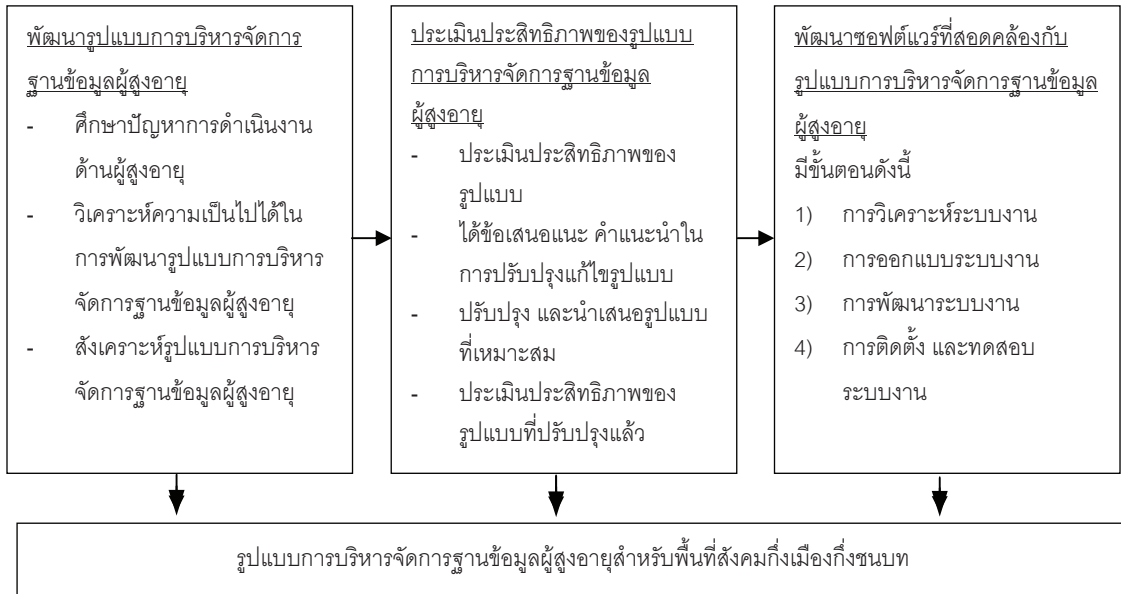 พัฒนารูปแบบการบริหารจัดการ
ฐานข้อมูลผู้สูงอายุ
- ศึกษาปัญหาการดำเนินงาน
ด้านผู้สูงอายุ
- วิเคราะห์ความเป็นไปได้ใน
การพัฒนารูปแบบการบริหาร
จัดการฐานข้อมูลผู้สูงอายุ
- สังเคราะห์รูปแบบการบริหาร
จัดการฐานข้อมูลผู้สูงอายุ
ประเมินประสิทธิภาพของรูปแบบ
การบริหารจัดการฐานข้อมูล
ผู้สูงอายุ
- ประเมินประสิทธิภาพของ
รูปแบบ
- ได้ข้อเสนอแนะ คำแนะนำใน
การปรับปรุงแก้ไขรูปแบบ
- ปรับปรุง และนำเสนอรูปแบบ
ที่เหมาะสม
- ประเมินประสิทธิภาพของ
รูปแบบที่ปรับปรุงแล้ว
พัฒนาซอฟต์แวร์ที่สอดคล้องกับ
รูปแบบการบริหารจัดการฐานข้อมูล
ผู้สูงอายุ
มีขั้นตอนดังนี้
1) การวิเคราะห์ระบบงาน
2) การออกแบบระบบงาน
3) การพัฒนาระบบงาน
4) การติดตั้ง และทดสอบ
ระบบงาน
รูปแบบการบริหารจัดการฐานข้อมูลผู้สูงอายุสำหรับพื้นที่สังคมกึ่งเมืองกึ่งชนบท